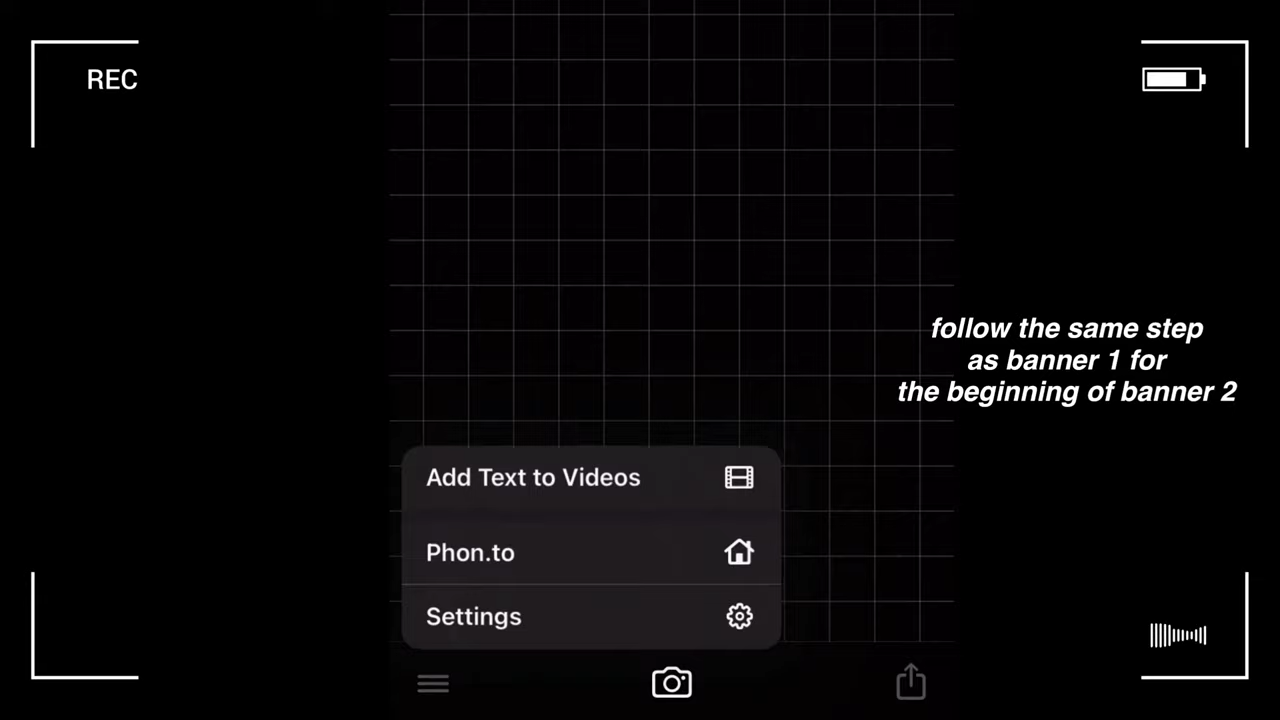 REC
follow the same step
as banner 1 for
the beginning of banner 2
Add Text to Videos
Phon.to
Settings